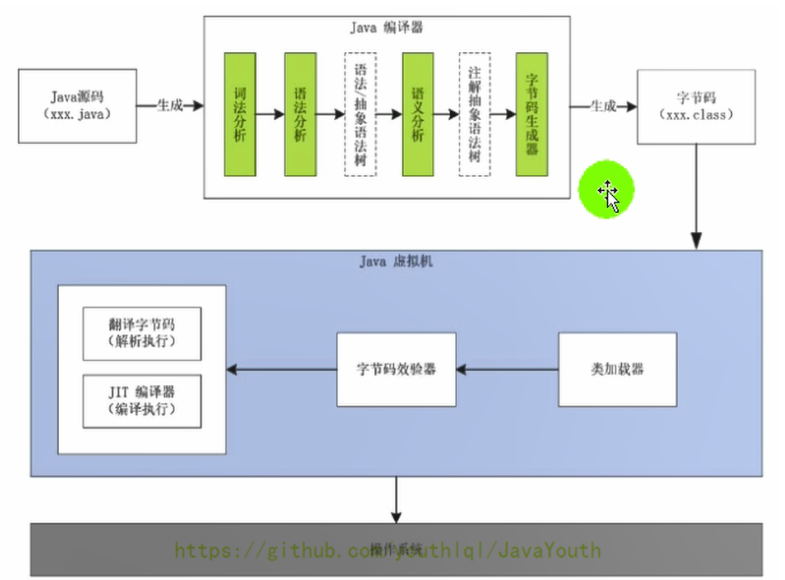 Java 编译器
Java源码
（xxx.java）
生成
词法分析
语法分析
语法/抽象语法树
语义分析
注解抽象语法树
字节码生成器
生成
字节码
（xxx.class）
Java 虚拟机
翻译字节码
（解析执行）
JIT 编译器
（编译执行）
字节码效验器
类加载器
操作系统
https://github.com/youthlql/JavaYouth